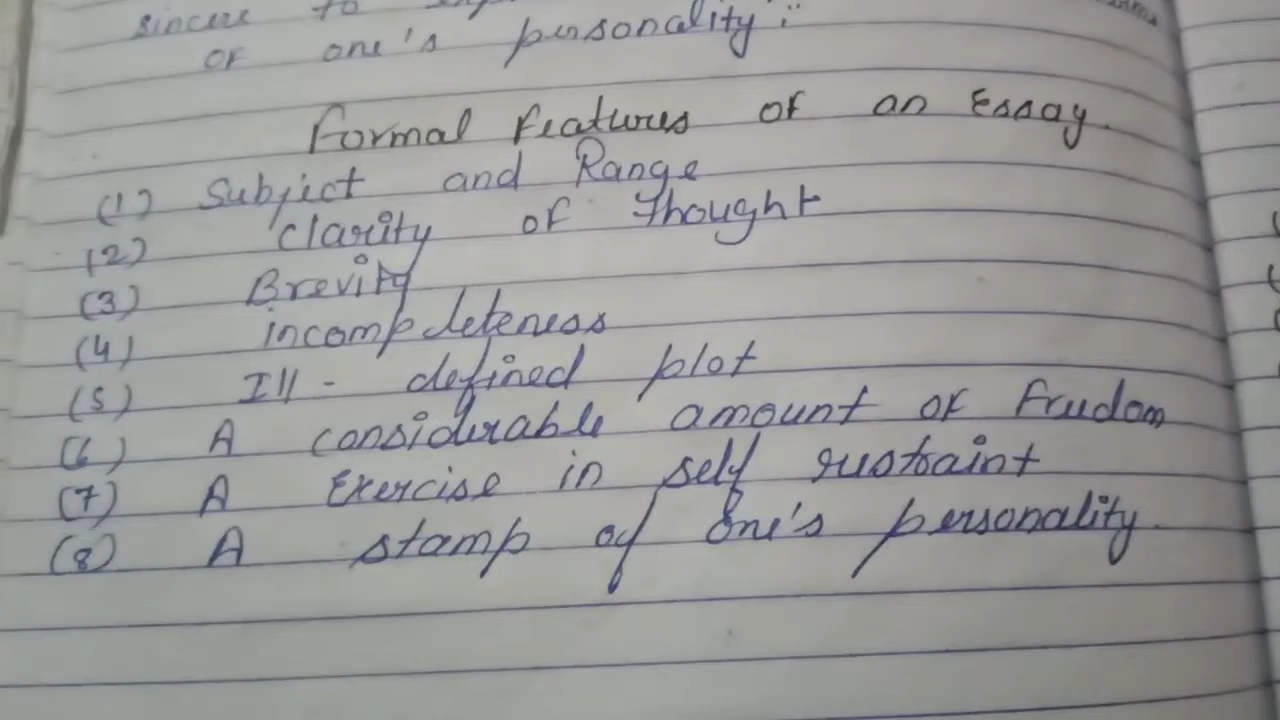 sincere to
or one's personality."
Formal Features of an Essay.
(1) Subject and Range
(2) Clarity of Thought
(3) Brevity
(4) incompleteness
(5) Ill-defined plot
(6) A considerable amount of Freedom
(7) A Exercise in self restraint
(8) A stamp of One's personality.